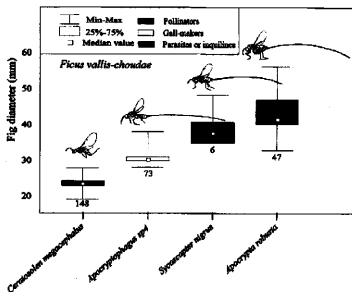 Min-Max
25%-75%
Median value
Pollinators
Gall-makers
Parasites or inquilines
Ficus vallis-choudae
Fig diameter (mm)
60
50
40
30
20
148
73
6
47
Ceratosolen megacephalus
Apocryptophagus sp4
Sycoscapter nigrus
Apocrypta robusta